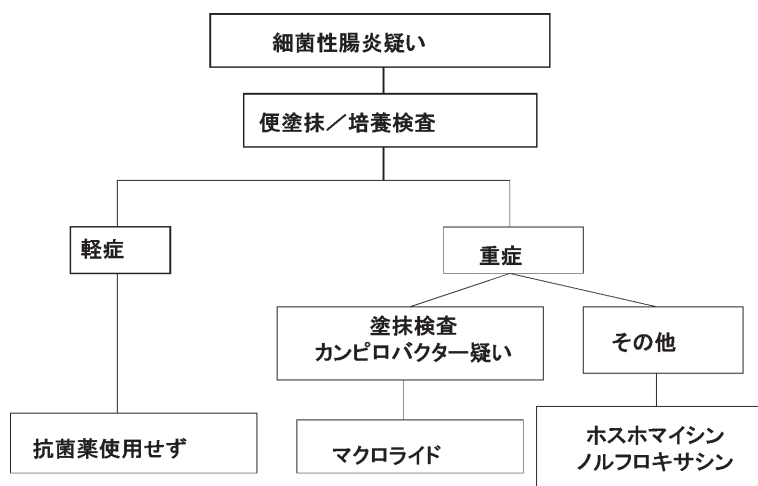 細菌性腸炎疑い
便塗抹／培養検査
軽症
重症
塗抹検査
カンピロバクター疑い
その他
抗菌薬使用せず
マクロライド
ホスホマイシン
ノルフロキサシン